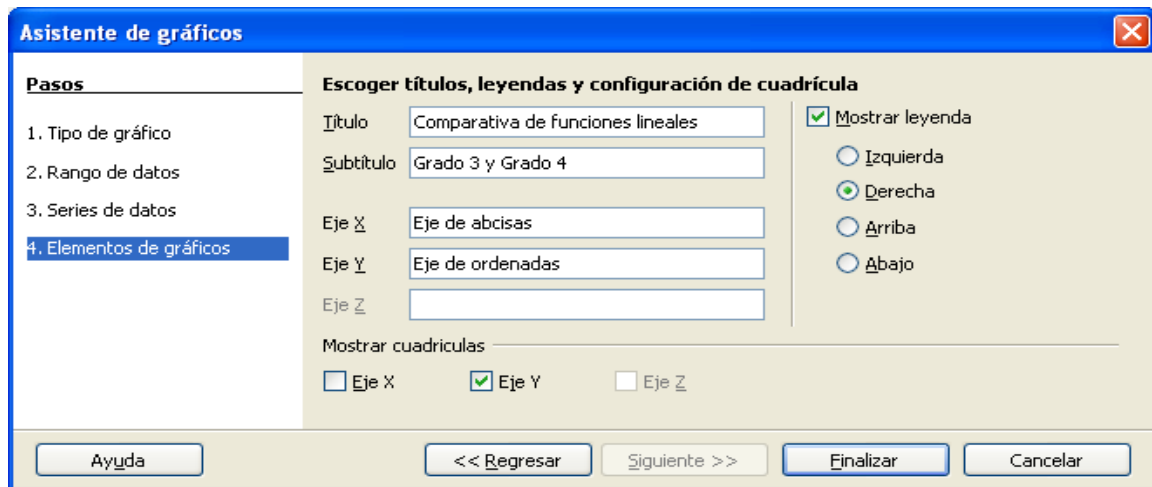 Asistente de gráficos
Pasos
1. Tipo de gráfico
2. Rango de datos
3. Series de datos
4. Elementos de gráficos
Escoger títulos, leyendas y configuración de cuadrícula
Título Comparativa de funciones lineales
Subtítulo Grado 3 y Grado 4
Eje X Eje de abcisas
Eje Y Eje de ordenadas
Eje Z
Mostrar leyenda
Izquierda
Derecha
Arriba
Abajo
Mostrar cuadriculas
Eje X Eje Y Eje Z
Ayuda << Regresar Siguiente >> Finalizar Cancelar